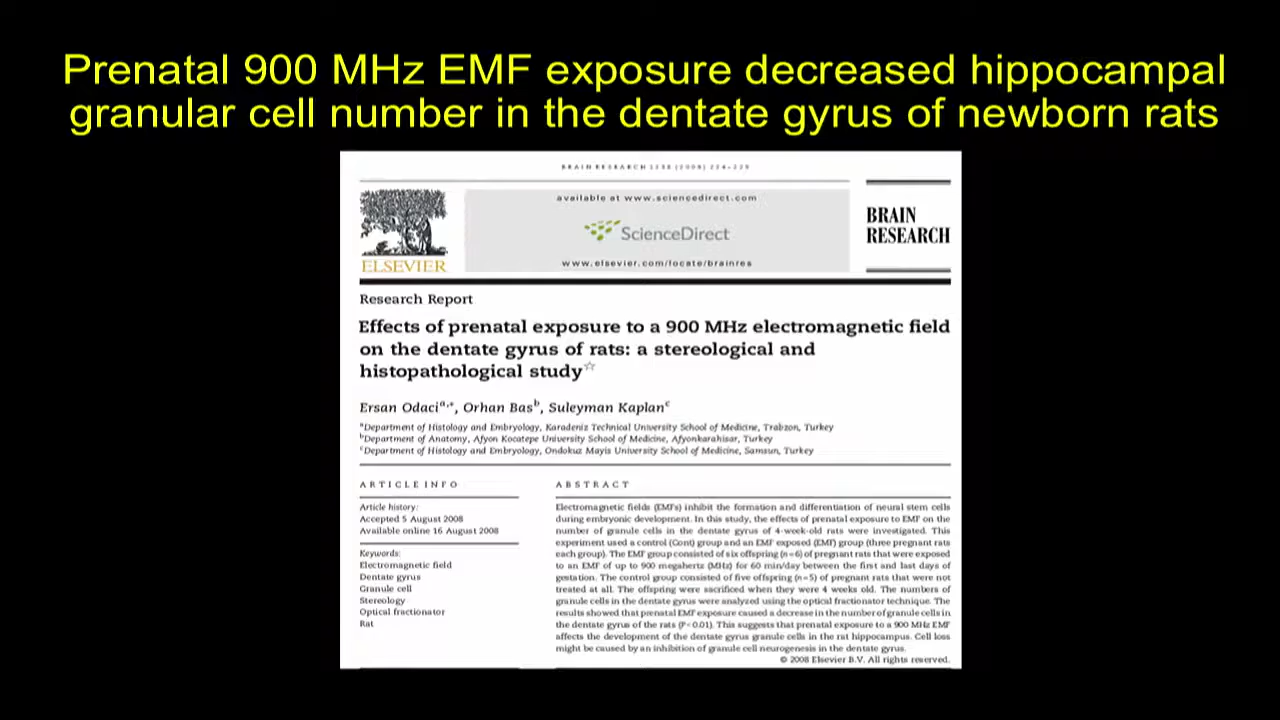 Prenatal 900 MHz EMF exposure decreased hippocampal
granular cell number in the dentate gyrus of newborn rats
BRAIN RESEARCH 1238 (2008) 224–229
available at www.sciencedirect.com
ScienceDirect
www.elsevier.com/locate/brainres
ELSEVIER
BRAIN
RESEARCH
Research Report
Effects of prenatal exposure to a 900 MHz electromagnetic field
on the dentate gyrus of rats: a stereological and
histopathological study☆
Ersan Odaci a,*, Orhan Bas b, Suleyman Kaplan c
a Department of Histology and Embryology, Karadeniz Technical University School of Medicine, Trabzon, Turkey
b Department of Anatomy, Afyon Kocatepe University School of Medicine, Afyonkarahisar, Turkey
c Department of Histology and Embryology, Ondokuz Mayis University School of Medicine, Samsun, Turkey
ARTICLE INFO
Article history:
Accepted 5 August 2008
Available online 16 August 2008
Keywords:
Electromagnetic field
Dentate gyrus
Granule cell
Stereology
Optical fractionator
Rat
ABSTRACT
Electromagnetic fields (EMFs) inhibit the formation and differentiation of neural stem cells
during embryonic development. In this study, the effects of prenatal exposure to EMF on the
number of granule cells in the dentate gyrus of 4-week-old rats were investigated. This
experiment used a control (Cont) group and an EMF exposed (EMF) group (three pregnant rats
each group). The EMF group consisted of six offspring (n=6) of pregnant rats that were exposed
to an EMF of up to 900 megahertz (MHz) for 60 min/day between the first and last days of
gestation. The control group consisted of five offspring (n=5) of pregnant rats that were not
treated at all. The offspring were sacrificed when they were 4 weeks old. The numbers of
granule cells in the dentate gyrus were analyzed using the optical fractionator technique. The
results showed that prenatal EMF exposure caused a decrease in the number of granule cells in
the dentate gyrus of the rats (P<0.01). This suggests that prenatal exposure to a 900 MHz EMF
affects the development of the dentate gyrus granule cells in the rat hippocampus. Cell loss
might be caused by an inhibition of granule cell neurogenesis in the dentate gyrus.
© 2008 Elsevier B.V. All rights reserved.